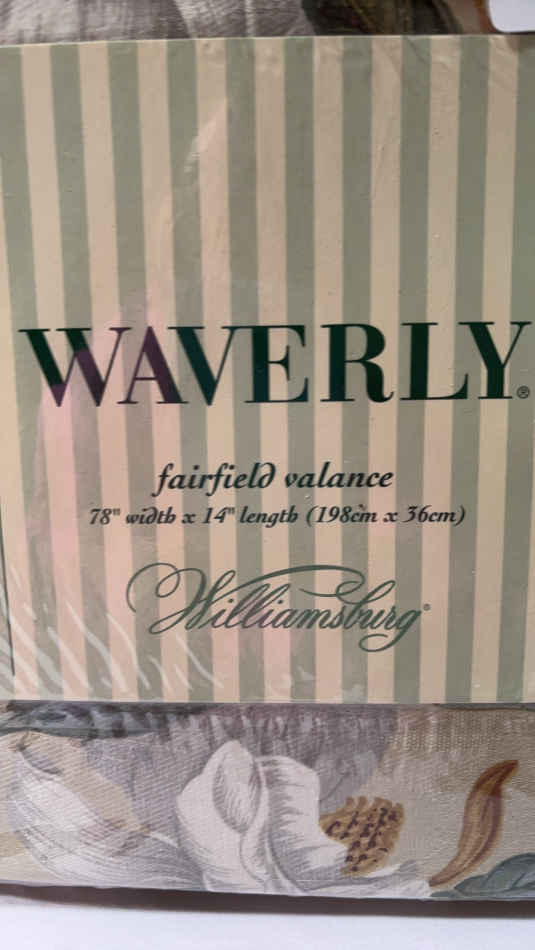 WAVERLY®
fairfield valance
78" width x 14" length (198cm x 36cm)
Williamsburg®